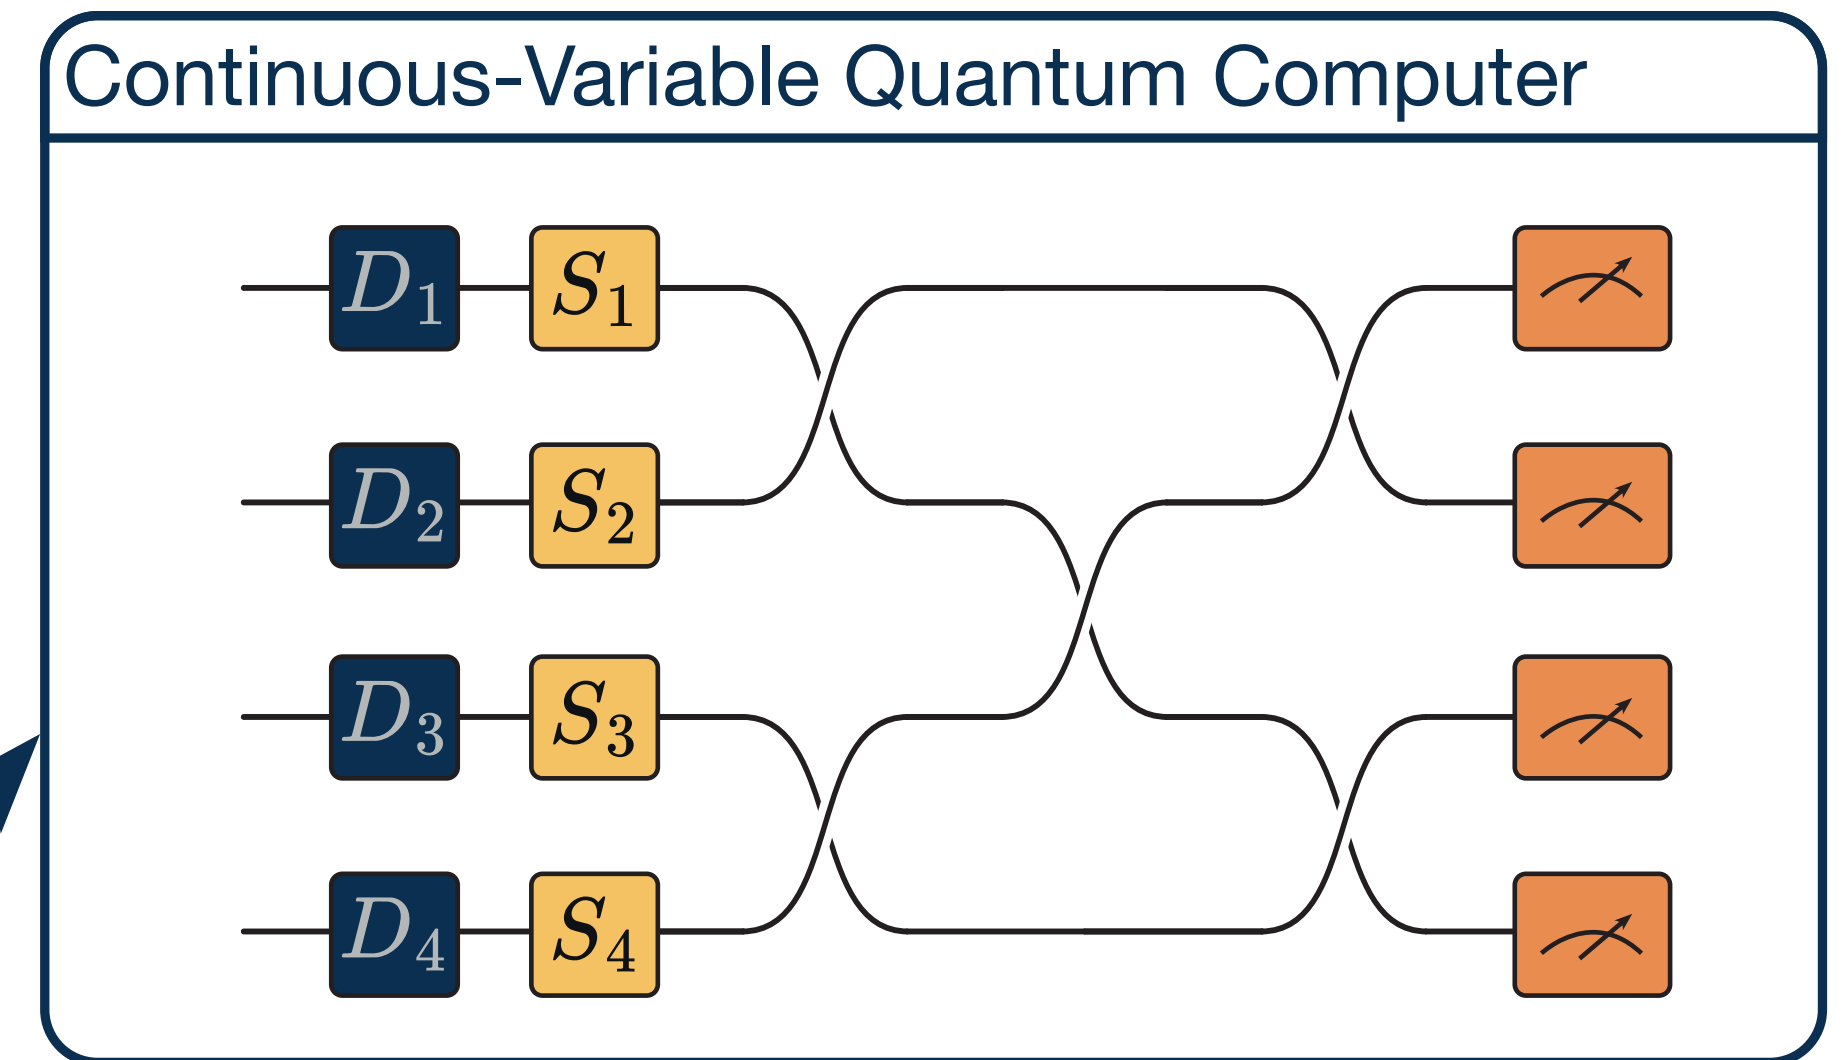 Continuous-Variable Quantum Computer
D1 S1
D2 S2
D3 S3
D4 S4